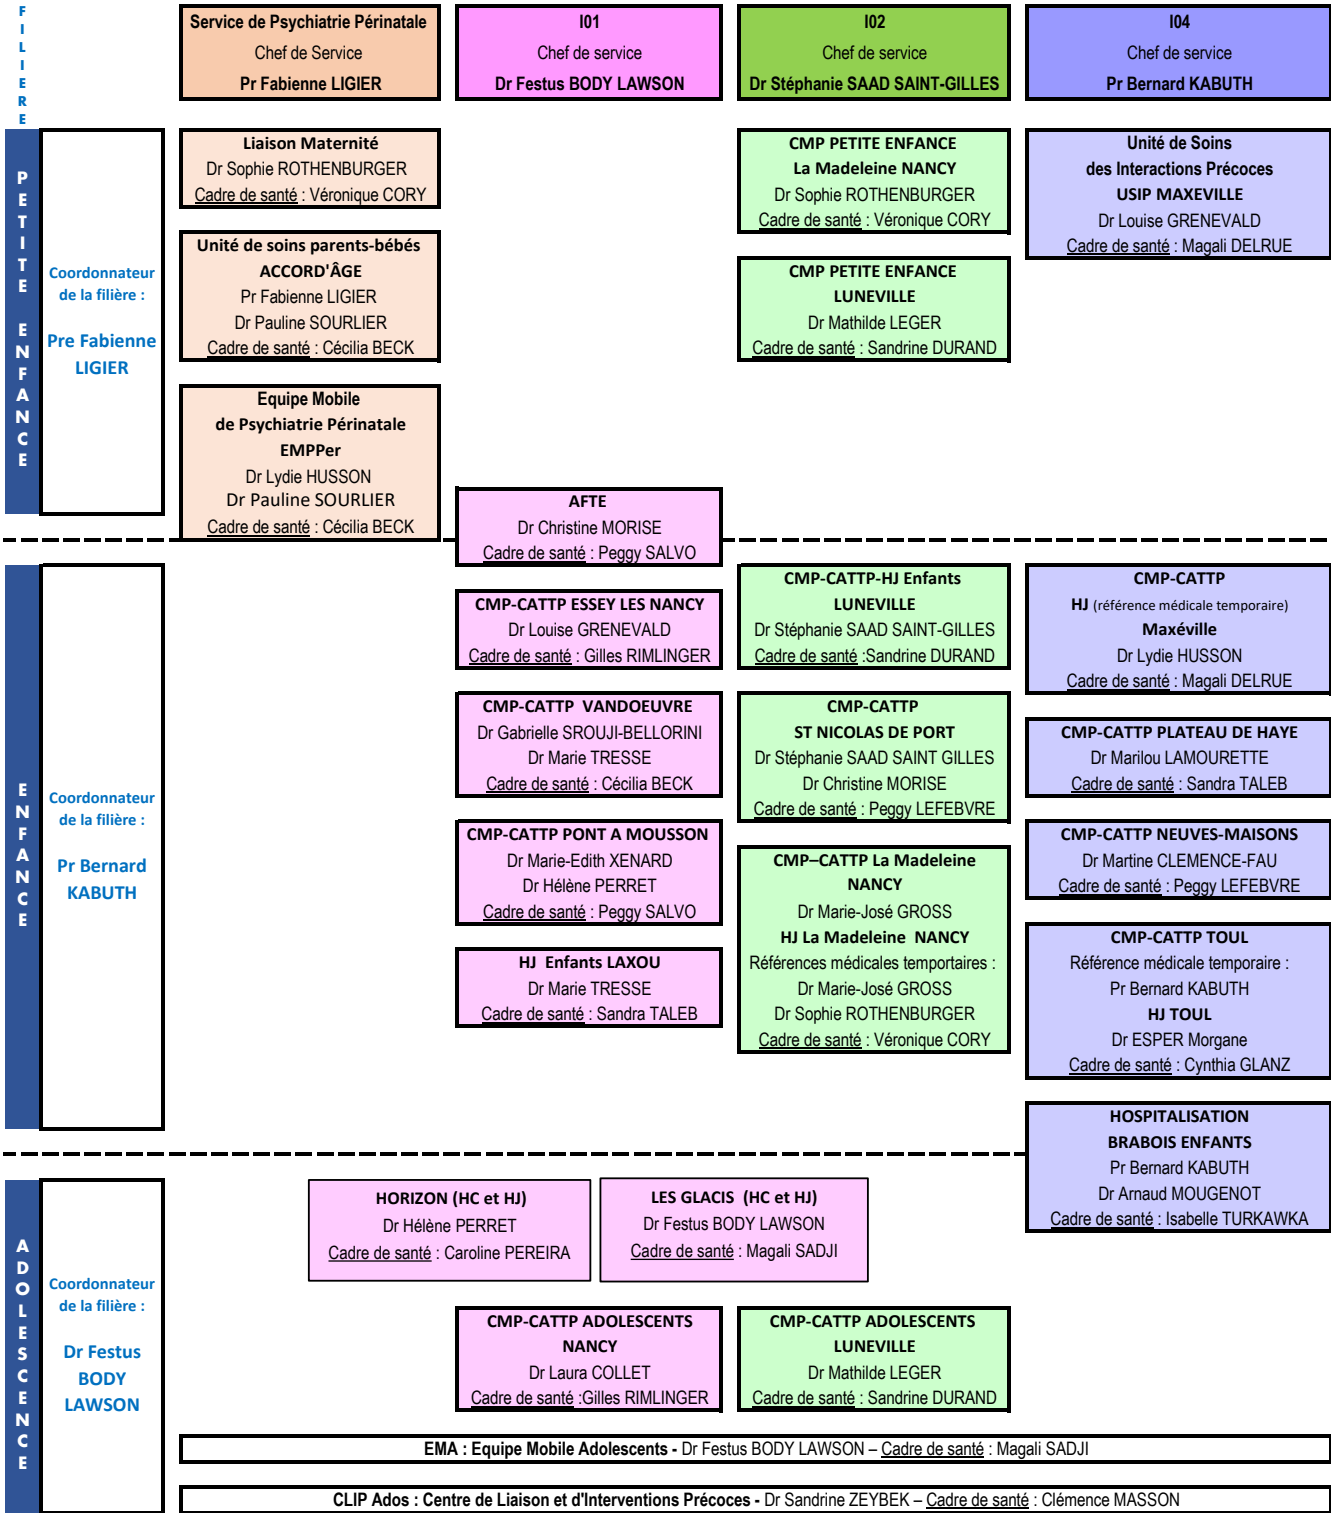 FILIERE
Service de Psychiatrie Périnatale
Chef de Service
Pr Fabienne LIGIER
I01
Chef de service
Dr Festus BODY LAWSON
I02
Chef de service
Dr Stéphanie SAAD SAINT-GILLES
I04
Chef de service
Pr Bernard KABUTH
PETITE ENFANCE
Coordonnateur
de la filière :
Pre Fabienne
LIGIER
Liaison Maternité
Dr Sophie ROTHENBURGER
Cadre de santé : Véronique CORY
Unité de soins parents-bébés
ACCORD'ÂGE
Pr Fabienne LIGIER
Dr Pauline SOURLIER
Cadre de santé : Cécilia BECK
Equipe Mobile
de Psychiatrie Périnatale
EMPPer
Dr Lydie HUSSON
Dr Pauline SOURLIER
Cadre de santé : Cécilia BECK
AFTE
Dr Christine MORISE
Cadre de santé : Peggy SALVO
CMP PETITE ENFANCE
La Madeleine NANCY
Dr Sophie ROTHENBURGER
Cadre de santé : Véronique CORY
CMP PETITE ENFANCE
LUNEVILLE
Dr Mathilde LEGER
Cadre de santé : Sandrine DURAND
Unité de Soins
des Interactions Précoces
USIP MAXEVILLE
Dr Louise GRENEVALD
Cadre de santé : Magali DELRUE
ENFANCE
Coordonnateur
de la filière :
Pr Bernard
KABUTH
CMP-CATTP ESSEY LES NANCY
Dr Louise GRENEVALD
Cadre de santé : Gilles RIMLINGER
CMP-CATTP  VANDOEUVRE
Dr Gabrielle SROUJI-BELLORINI
Dr Marie TRESSE
Cadre de santé : Cécilia BECK
CMP-CATTP PONT A MOUSSON
Dr Marie-Edith XENARD
Dr Hélène PERRET
Cadre de santé : Peggy SALVO
HJ  Enfants LAXOU
Dr Marie TRESSE
Cadre de santé : Sandra TALEB
CMP-CATTP-HJ Enfants
LUNEVILLE
Dr Stéphanie SAAD SAINT-GILLES
Cadre de santé :Sandrine DURAND
CMP-CATTP
ST NICOLAS DE PORT
Dr Stéphanie SAAD SAINT GILLES
Dr Christine MORISE
Cadre de santé : Peggy LEFEBVRE
CMP–CATTP La Madeleine
NANCY
Dr Marie-José GROSS
HJ La Madeleine  NANCY
Références médicales temportaires :
Dr Marie-José GROSS
Dr Sophie ROTHENBURGER
Cadre de santé : Véronique CORY
CMP-CATTP
HJ (référence médicale temporaire)
Maxéville
Dr Lydie HUSSON
Cadre de santé : Magali DELRUE
CMP-CATTP PLATEAU DE HAYE
Dr Marilou LAMOURETTE
Cadre de santé : Sandra TALEB
CMP-CATTP NEUVES-MAISONS
Dr Martine CLEMENCE-FAU
Cadre de santé : Peggy LEFEBVRE
CMP-CATTP TOUL
Référence médicale temporaire :
Pr Bernard KABUTH
HJ TOUL
Dr ESPER Morgane
Cadre de santé : Cynthia GLANZ
HOSPITALISATION
BRABOIS ENFANTS
Pr Bernard KABUTH
Dr Arnaud MOUGENOT
Cadre de santé : Isabelle TURKAWKA
ADOLESCENCE
Coordonnateur
de la filière :
Dr Festus
BODY
LAWSON
HORIZON (HC et HJ)
Dr Hélène PERRET
Cadre de santé : Caroline PEREIRA
LES GLACIS  (HC et HJ)
Dr Festus BODY LAWSON
Cadre de santé : Magali SADJI
CMP-CATTP ADOLESCENTS
NANCY
Dr Laura COLLET
Cadre de santé :Gilles RIMLINGER
CMP-CATTP ADOLESCENTS
LUNEVILLE
Dr Mathilde LEGER
Cadre de santé : Sandrine DURAND
EMA : Equipe Mobile Adolescents - Dr Festus BODY LAWSON – Cadre de santé : Magali SADJI
CLIP Ados : Centre de Liaison et d'Interventions Précoces - Dr Sandrine ZEYBEK – Cadre de santé : Clémence MASSON